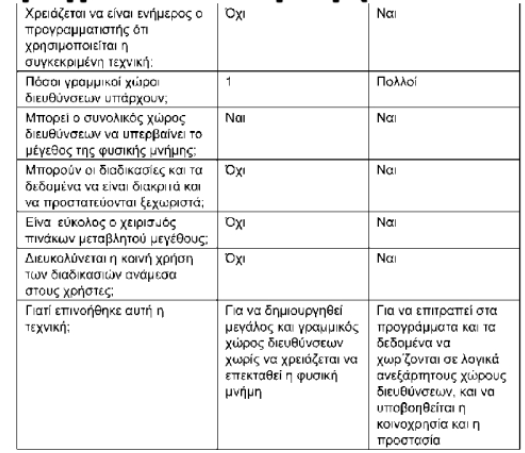 Χρειάζεται να είναι ενήμερος ο
προγραμματιστής ότι
χρησιμοποιείται η
συγκεκριμένη τεχνική;
Όχι
Ναι
Πόσοι γραμμικοί χώροι
διευθύνσεων υπάρχουν;
1
Πολλοί
Μπορεί ο συνολικός χώρος
διευθύνσεων να υπερβαίνει το
μέγεθος της φυσικής μνήμης;
Ναι
Ναι
Μπορούν οι διαδικασίες και τα
δεδομένα να είναι διακριτά και
να προστατεύονται ξεχωριστά;
Όχι
Ναι
Είναι εύκολος ο χειρισμός
πινάκων μεταβλητού μεγέθους;
Όχι
Ναι
Διευκολύνεται η κοινή χρήση
των διαδικασιών ανάμεσα
στους χρήστες;
Όχι
Ναι
Γιατί επινοήθηκε αυτή η
τεχνική;
Για να δημιουργηθεί
μεγάλος και γραμμικός
χώρος διευθύνσεων
χωρίς να χρειάζεται να
επεκταθεί η φυσική
μνήμη
Για να επιτραπεί στα
προγράμματα και τα
δεδομένα να
χωρίζονται σε λογικά
ανεξάρτητους χώρους
διευθύνσεων, και να
υποβοηθείται η
κοινοχρησία και η
προστασία